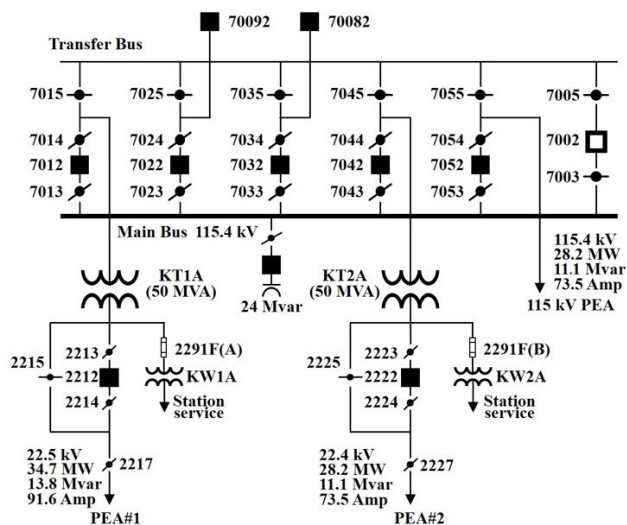 70092 70082
Transfer Bus
7015 7025 7035 7045 7055 7005
7014 7024 7034 7044 7054 7002
7012 7022 7032 7042 7052
7013 7023 7033 7043 7053 7003
Main Bus 115.4 kV
115.4 kV
28.2 MW
11.1 Mvar
73.5 Amp
115 kV PEA
24 Mvar
KT1A
(50 MVA)
KT2A
(50 MVA)
2215
2213
2212
2214
2291F(A)
KW1A
Station
service
2217
22.5 kV
34.7 MW
13.8 Mvar
91.6 Amp
PEA#1
2225
2223
2222
2224
2291F(B)
KW2A
Station
service
2227
22.4 kV
28.2 MW
11.1 Mvar
73.5 Amp
PEA#2